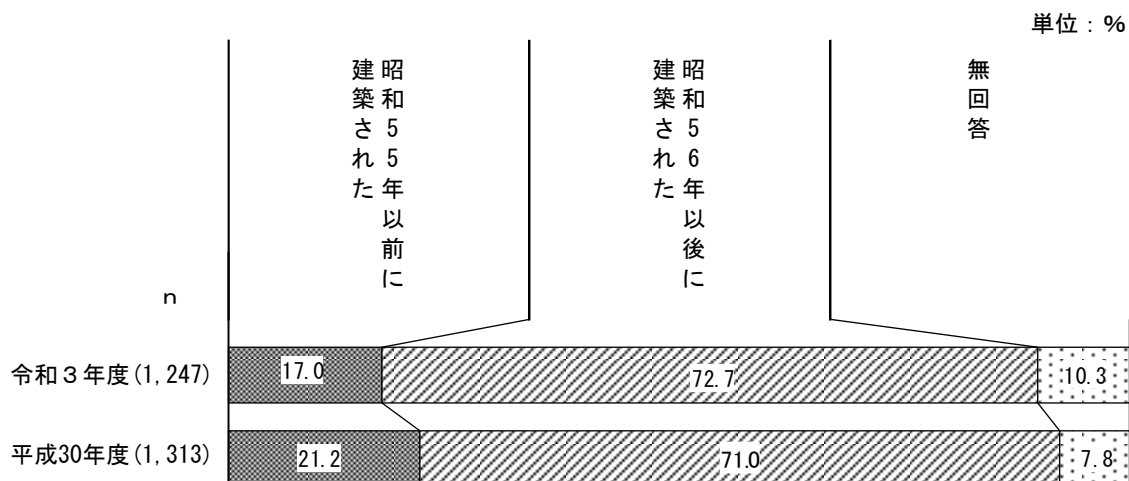 単位：％
昭和５５年以前に
建築された
昭和５６年以後に
建築された
無回答
ｎ
令和３年度(1,247)
17.0
72.7
10.3
平成30年度(1,313)
21.2
71.0
7.8